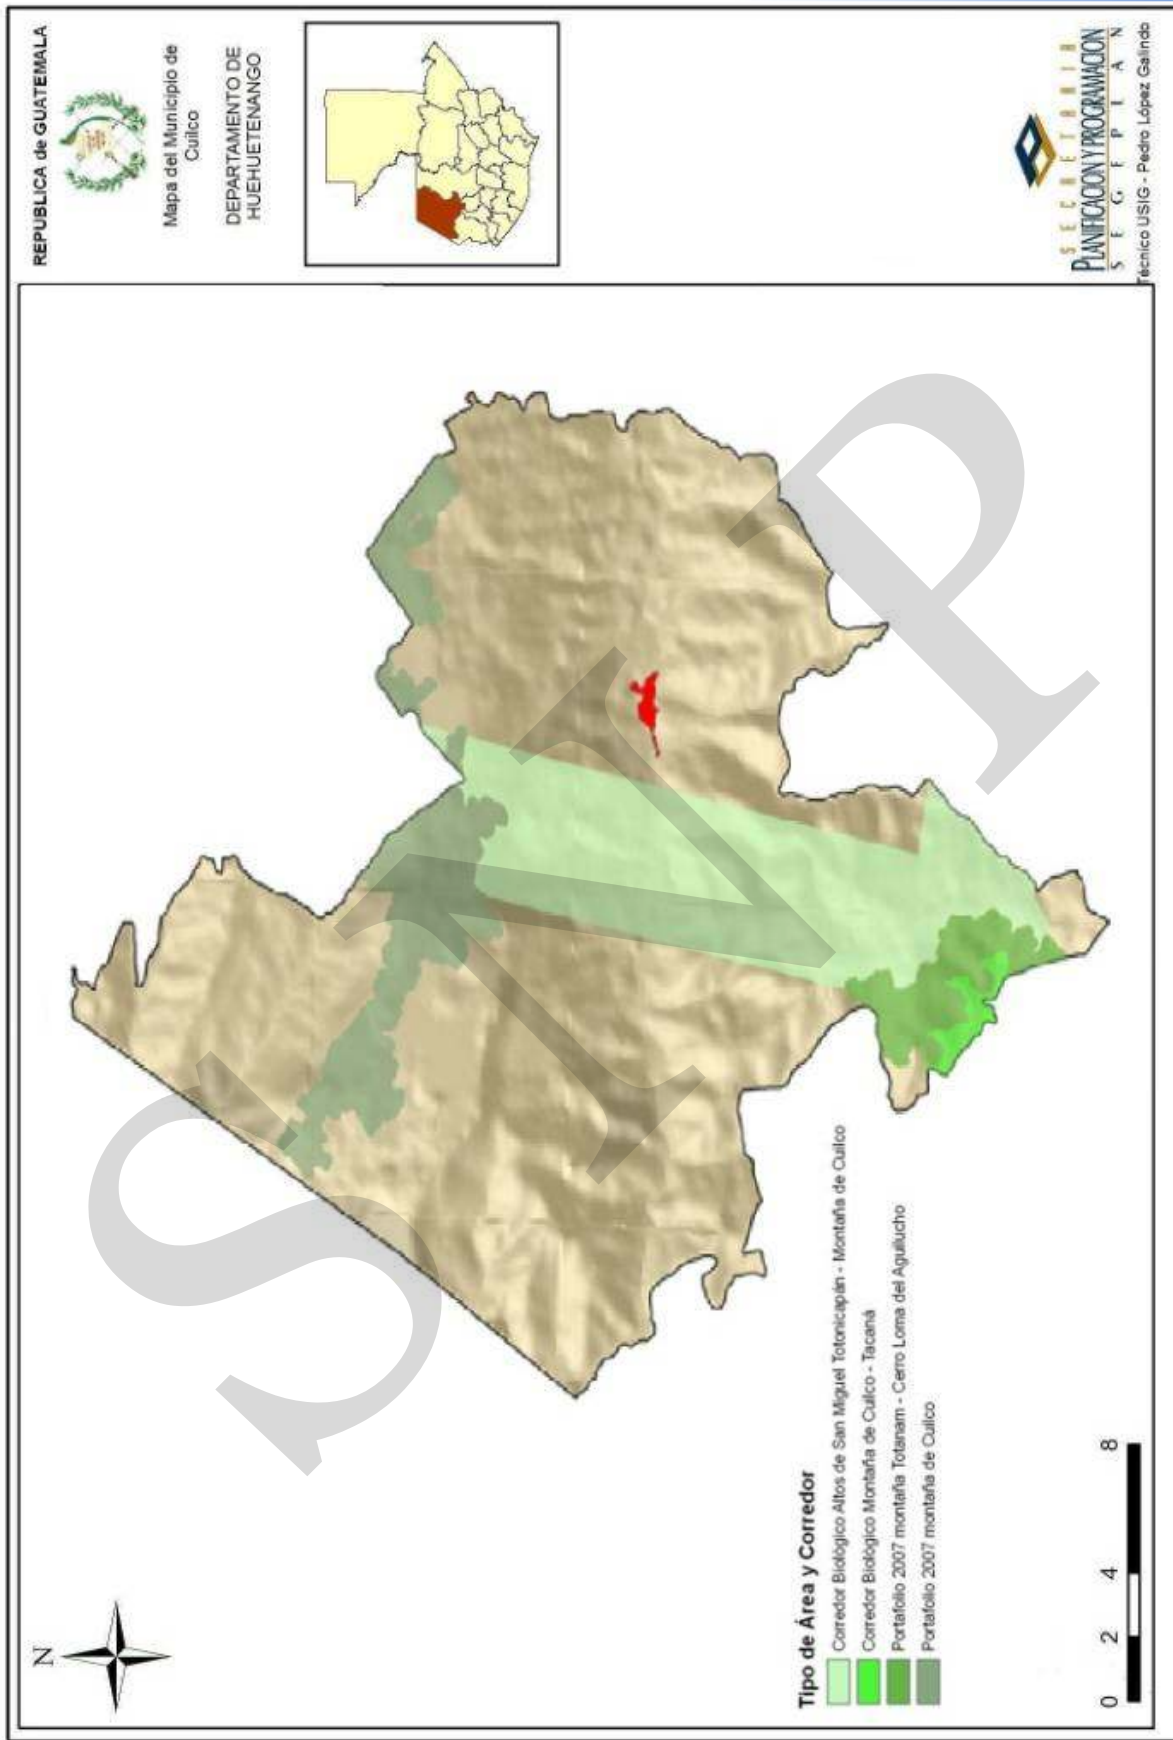 REPUBLICA de GUATEMALA
Mapa del Municipio de
Cuilco
DEPARTAMENTO DE
HUEHUETENANGO
N
SNP
Tipo de Área y Corredor
Corredor Biológico Altos de San Miguel Totonicapán - Montaña de Cuilco
Corredor Biológico Montaña de Cuilco - Tacaná
Portafolio 2007 montaña Totanam - Cerro Loma del Aguilucho
Portafolio 2007 montaña de Cuilco
0 2 4 8
SECRETARIA
PLANIFICACION Y PROGRAMACION
SEGEPLAN
Técnico USIG - Pedro López Galindo